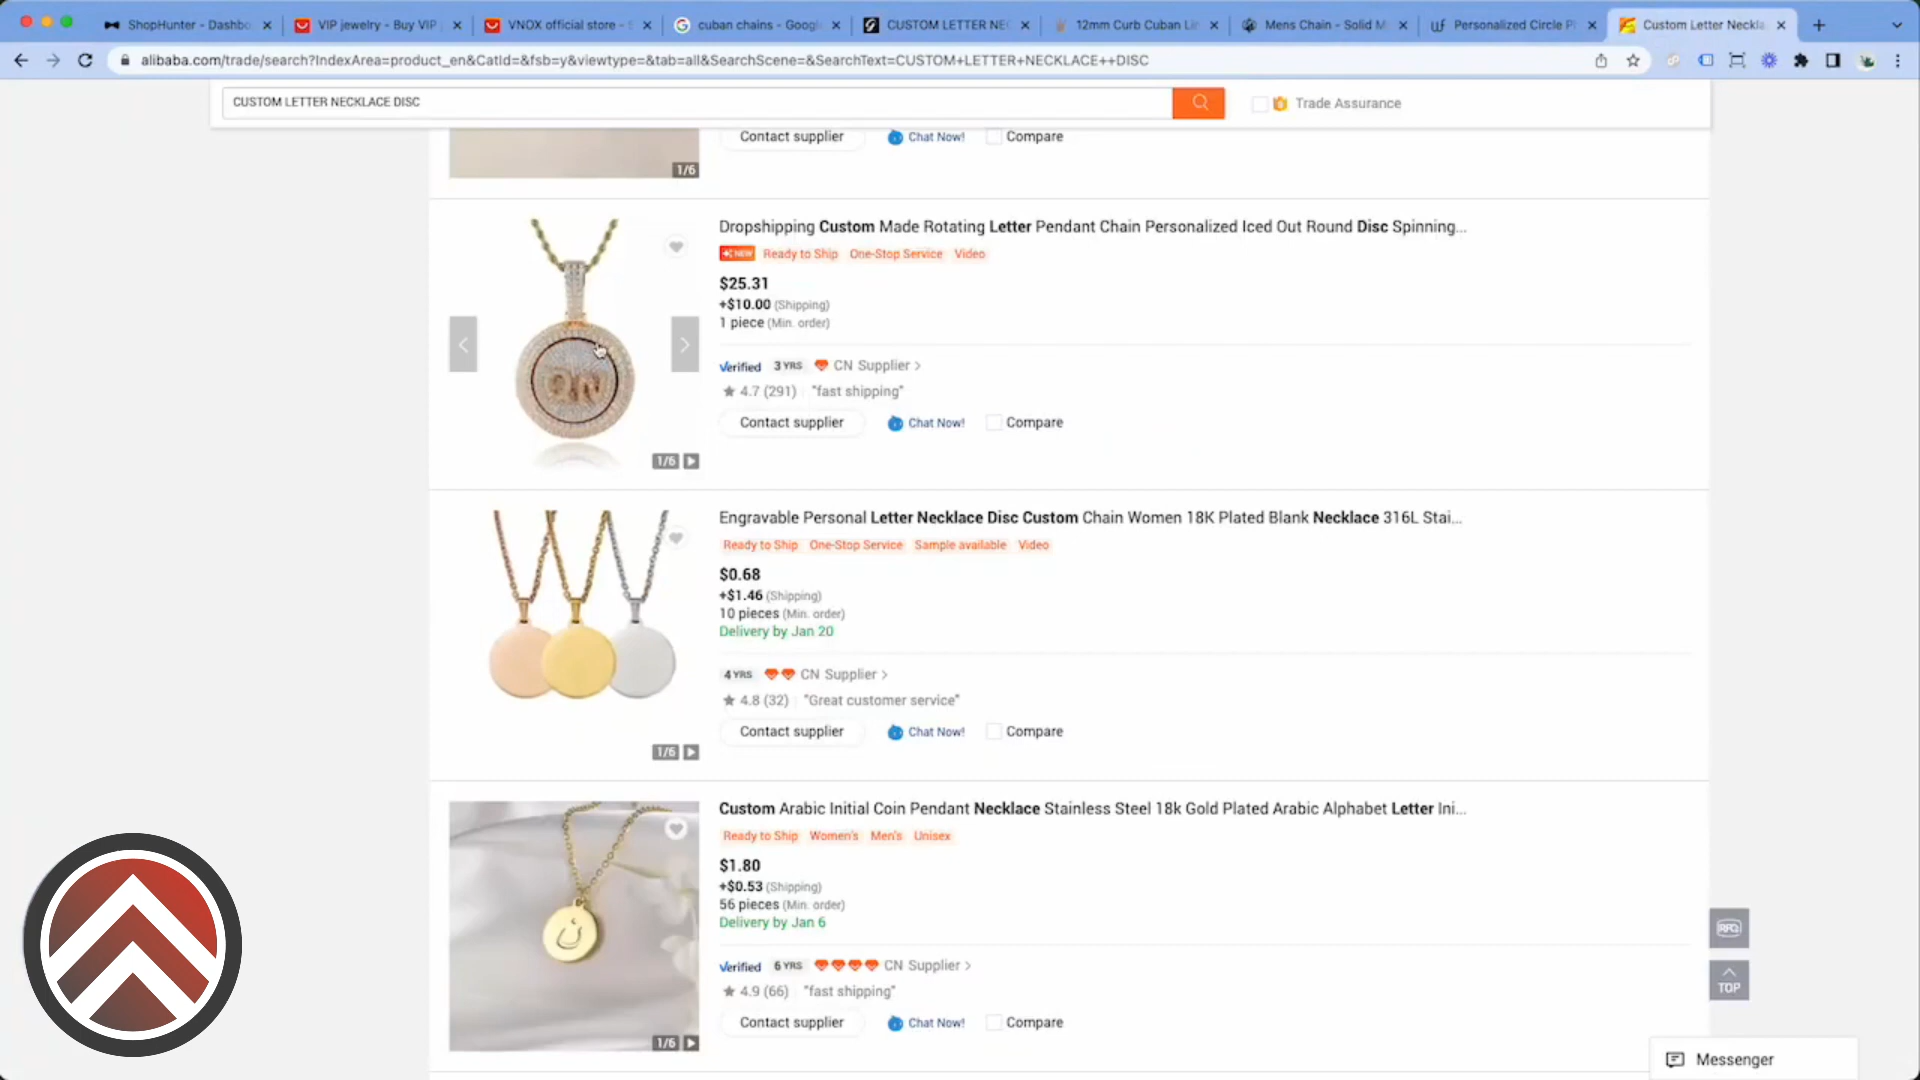 ShopHunter - Dashbo
VIP jewelry - Buy VIP
VNOX official store - S
cuban chains - Google
CUSTOM LETTER NEC
12mm Curb Cuban Lin
Mens Chain - Solid M
Personalized Circle Pe
Custom Letter Neckla
alibaba.com/trade/search?IndexArea=product_en&CatId=&fsb=y&viewtype=&tab=all&SearchScene=&SearchText=CUSTOM+LETTER+NECKLACE++DISC
CUSTOM LETTER NECKLACE DISC
Trade Assurance
Contact supplier
Chat Now!
Compare
1/6
Dropshipping Custom Made Rotating Letter Pendant Chain Personalized Iced Out Round Disc Spinning...
NEW Ready to Ship One-Stop Service Video
$25.31
+$10.00 (Shipping)
1 piece (Min. order)
Verified 3 YRS CN Supplier >
4.7 (291) "fast shipping"
Contact supplier
Chat Now!
Compare
1/6
Engravable Personal Letter Necklace Disc Custom Chain Women 18K Plated Blank Necklace 316L Stai...
Ready to Ship One-Stop Service Sample available Video
$0.68
+$1.46 (Shipping)
10 pieces (Min. order)
Delivery by Jan 20
4 YRS CN Supplier >
4.8 (32) "Great customer service"
Contact supplier
Chat Now!
Compare
1/6
Custom Arabic Initial Coin Pendant Necklace Stainless Steel 18k Gold Plated Arabic Alphabet Letter Ini...
Ready to Ship Women's Men's Unisex
$1.80
+$0.53 (Shipping)
56 pieces (Min. order)
Delivery by Jan 6
Verified 6 YRS CN Supplier >
4.9 (66) "fast shipping"
Contact supplier
Chat Now!
Compare
1/6
RFQ
TOP
Messenger